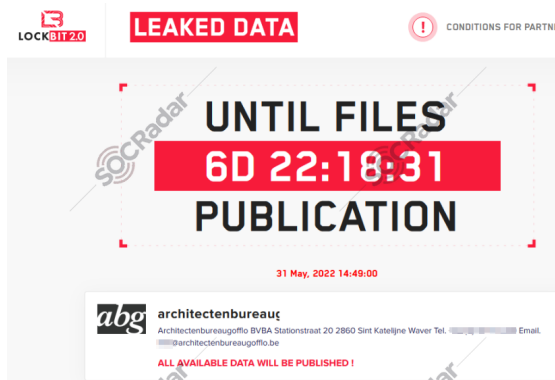 LOCKBIT 2.0
LEAKED DATA
! CONDITIONS FOR PARTN
UNTIL FILES
6D 22:18:31
PUBLICATION
SOCRadar
SOCRadar
31 May, 2022 14:49:00
abg
architectenbureaug
Architectenbureaugofflo BVBA Stationstraat 20 2860 Sint Katelijne Waver Tel. Email.
@architectenbureaugofflo.be
ALL AVAILABLE DATA WILL BE PUBLISHED !